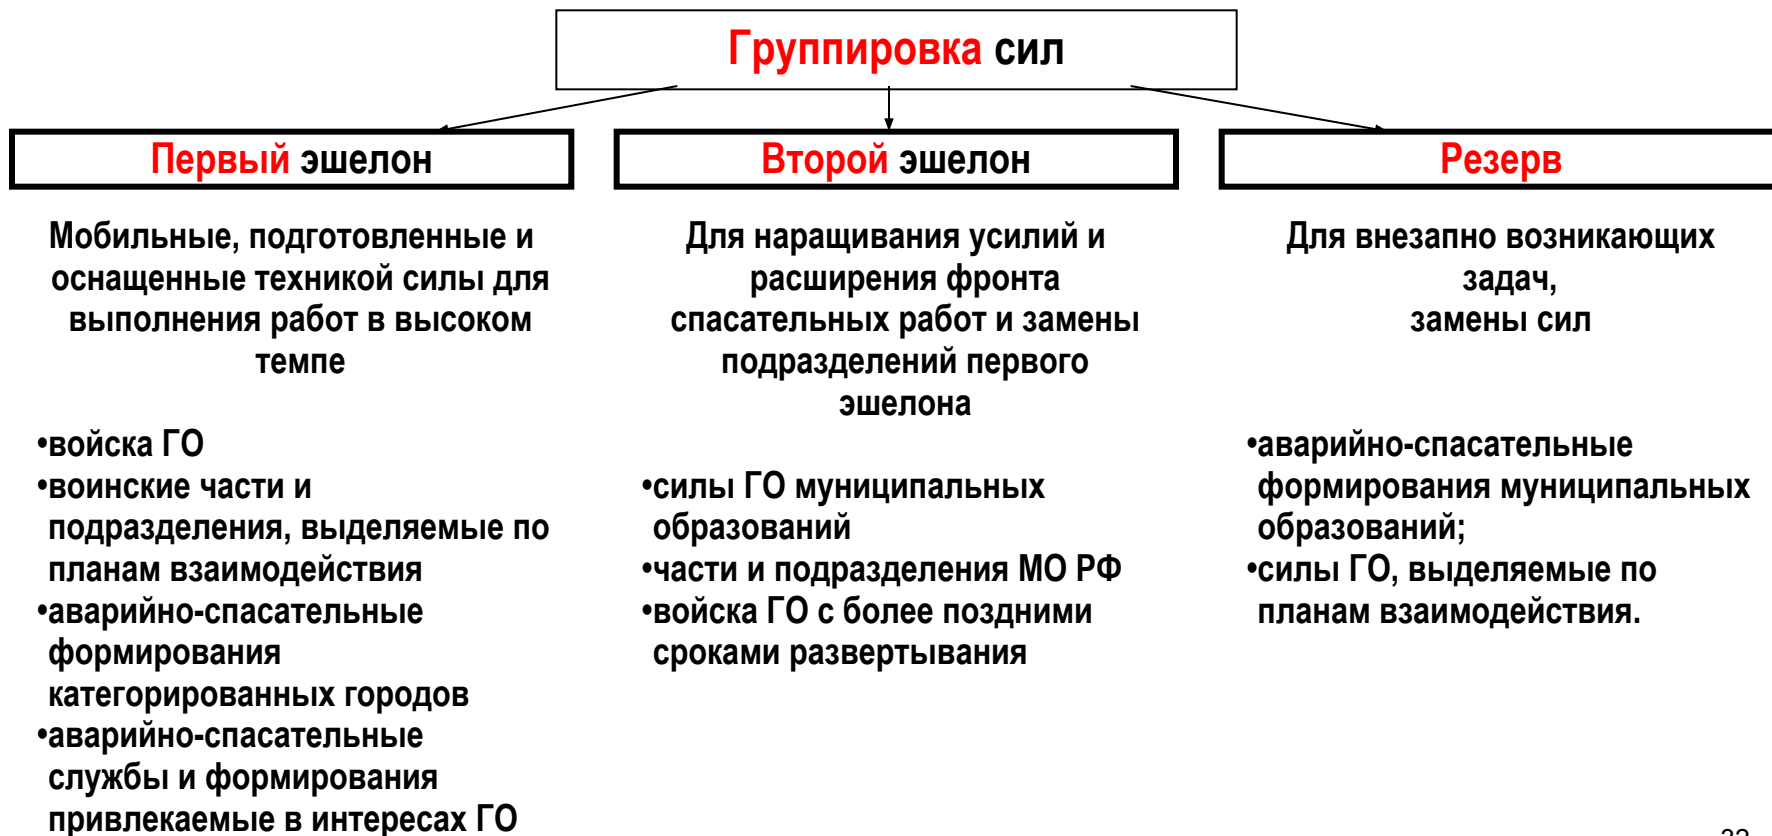 Группировка сил
Первый эшелон
Мобильные, подготовленные и
оснащенные техникой силы для
выполнения работ в высоком
темпе
•войска ГО
•воинские части и
подразделения, выделяемые по
планам взаимодействия
•аварийно-спасательные
формирования
категорированных городов
•аварийно-спасательные
службы и формирования
привлекаемые в интересах ГО
Второй эшелон
Для наращивания усилий и
расширения фронта
спасательных работ и замены
подразделений первого
эшелона
•силы ГО муниципальных
образований
•части и подразделения МО РФ
•войска ГО с более поздними
сроками развертывания
Резерв
Для внезапно возникающих
задач,
замены сил
•аварийно-спасательные
формирования муниципальных
образований;
•силы ГО, выделяемые по
планам взаимодействия.
32